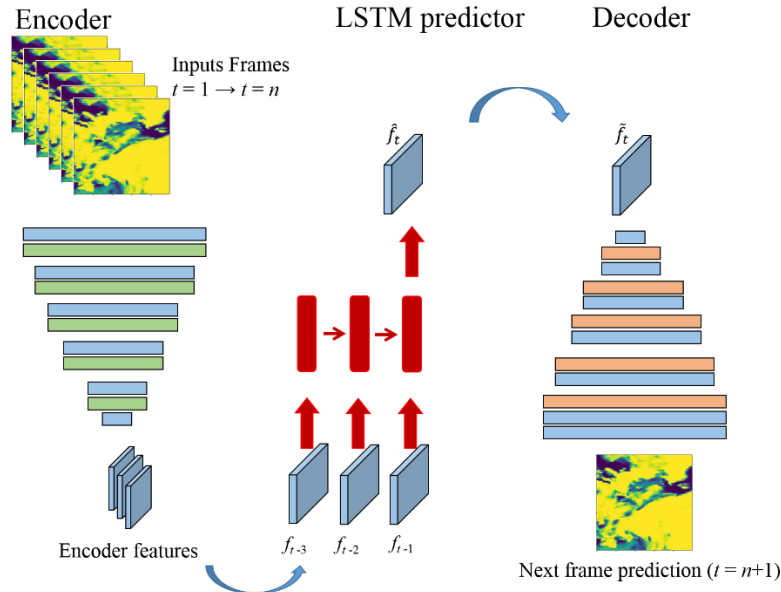 Encoder
LSTM predictor
Decoder
Inputs Frames
t = 1 → t = n
f̂ₜ
f̃ₜ
Encoder features
fₜ₋₃
fₜ₋₂
fₜ₋₁
Next frame prediction (t = n+1)